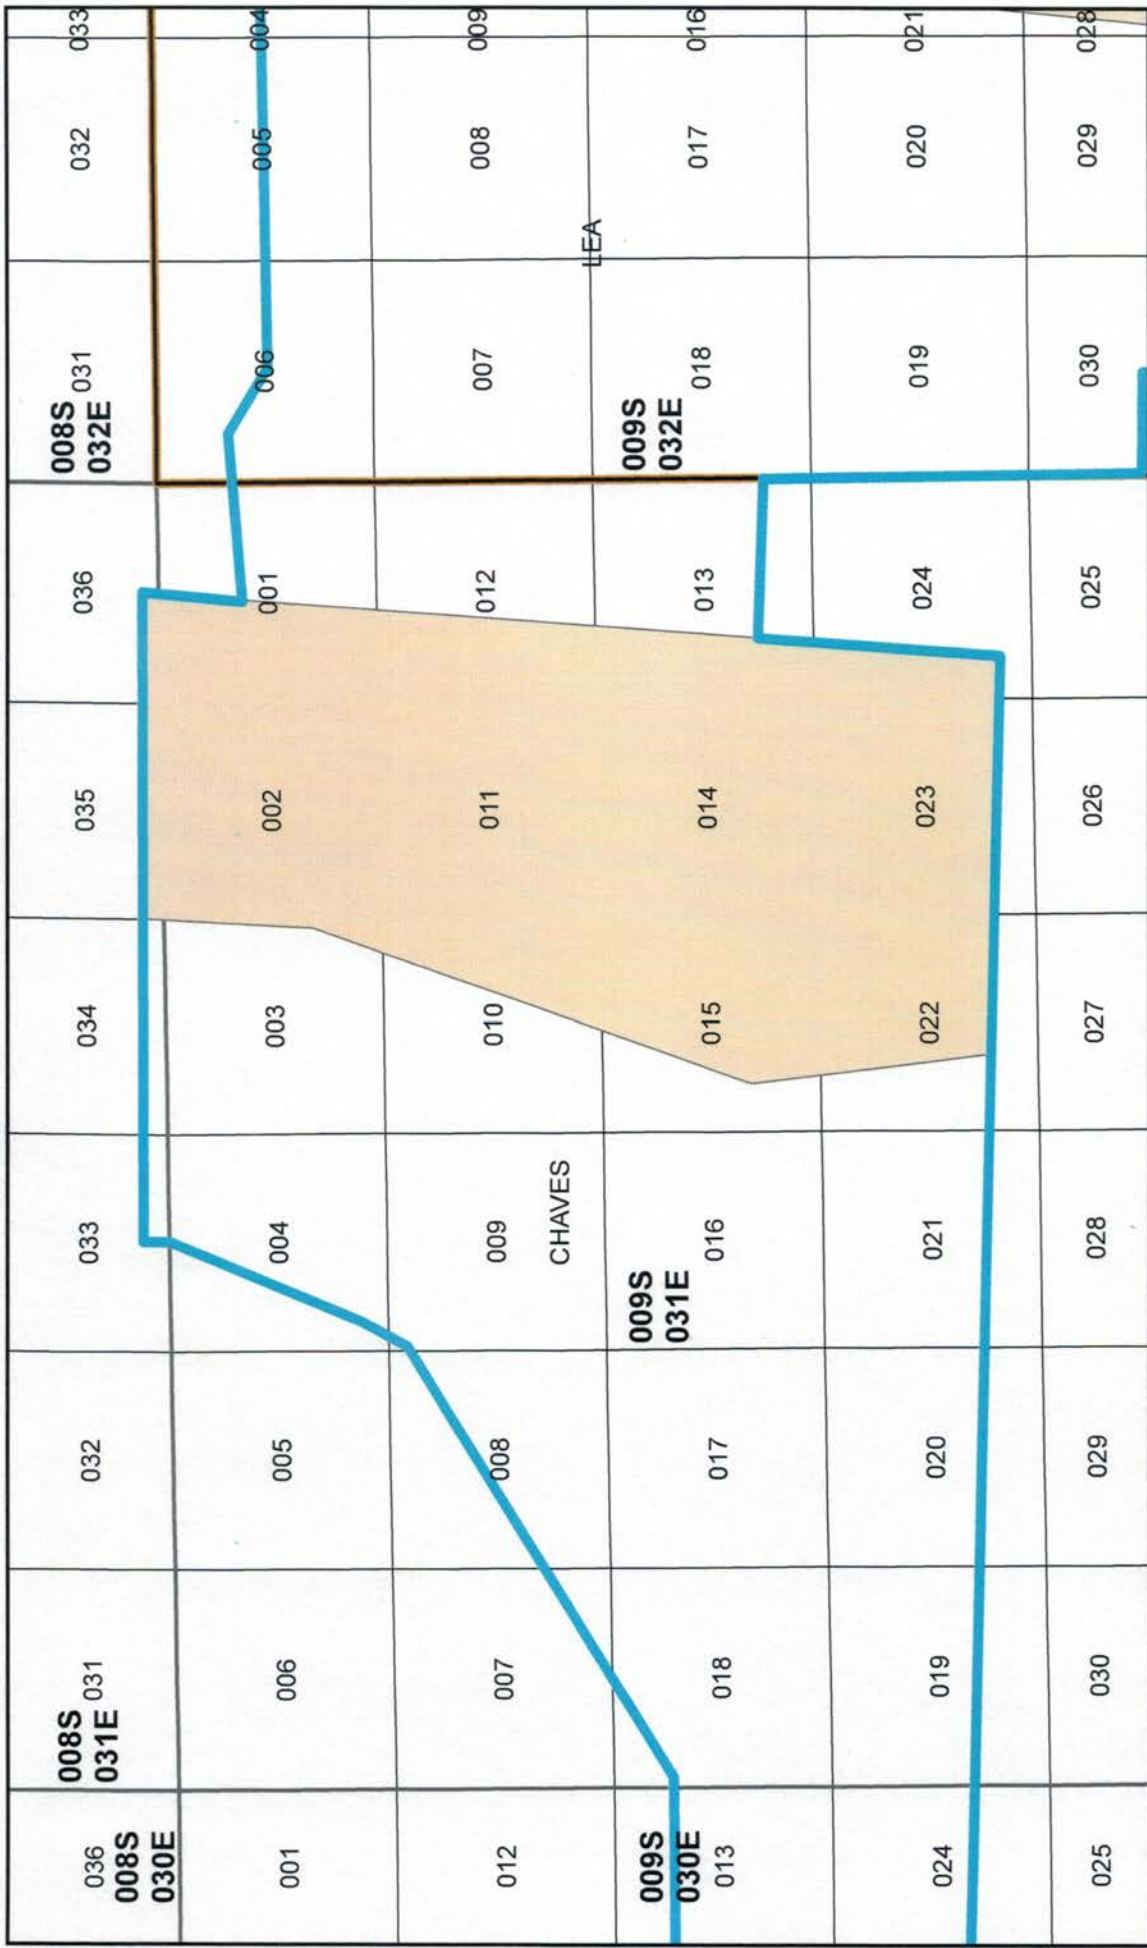 008S 008S
036 031 032 033 034 035 036 031 032 033
031E 032E
008S
030E
001 006 005 004 003 002 001 006 005 004
012 007 008 009 010 011 012 007 008 009
CHAVES LEA
009S 009S 009S
030E 031E 032E
013 018 017 016 015 014 013 018 017 016
024 019 020 021 022 023 024 019 020 021
025 030 029 028 027 026 025 030 029 028